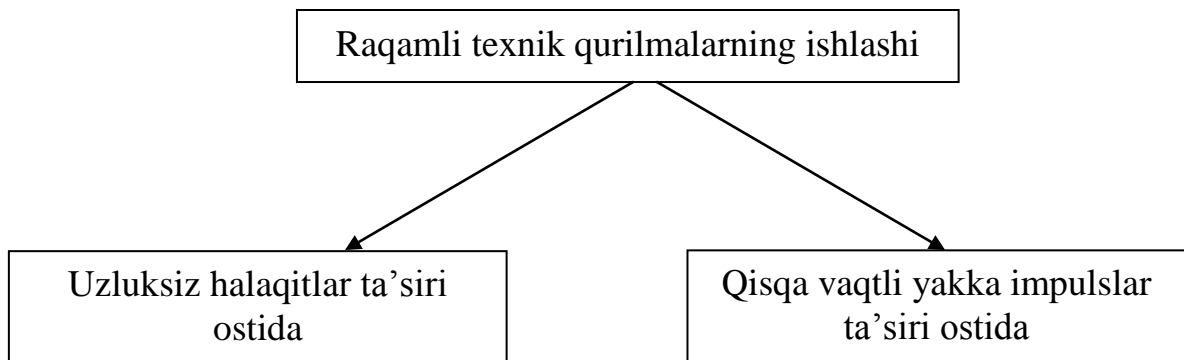 Raqamli texnik qurilmalarning ishlashi
Uzluksiz halaqitlar ta’siri
ostida
Qisqa vaqtli yakka impulslar
ta’siri ostida